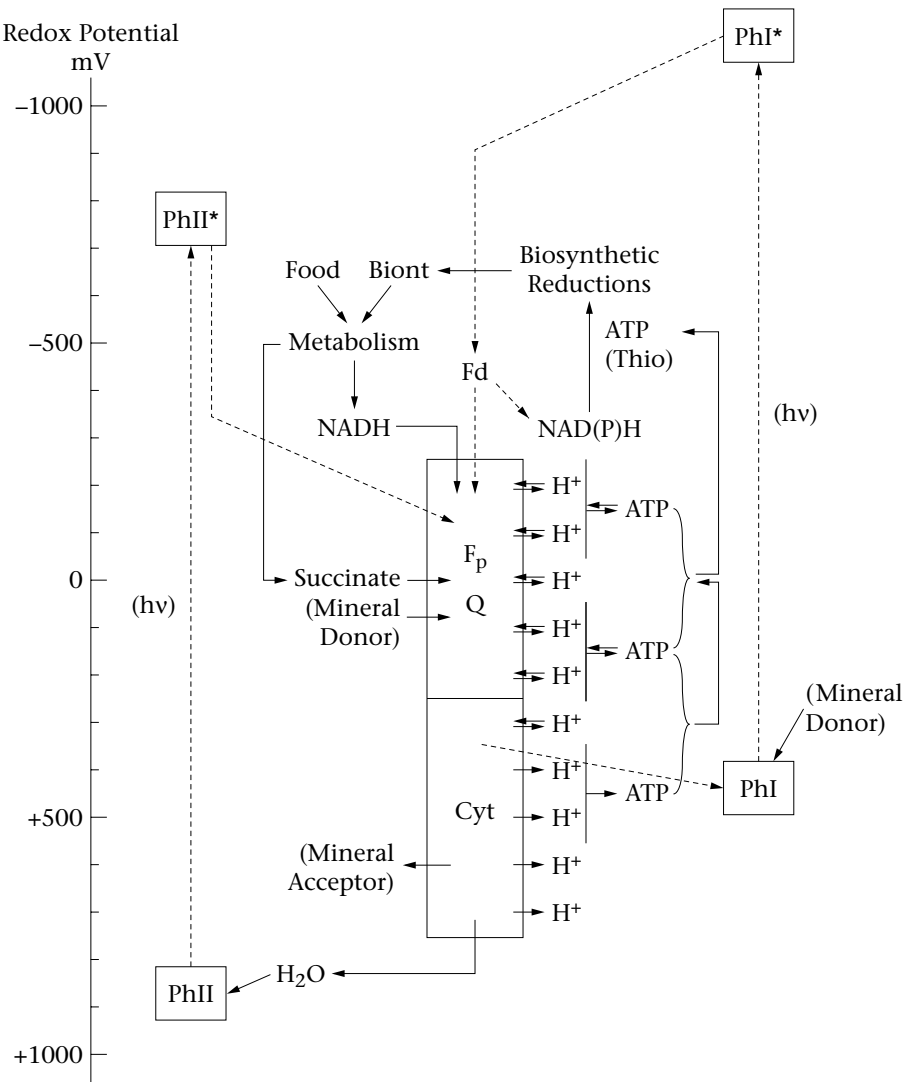 Redox Potential
mV
PhI*
–1000
PhII*
Food
Biont
Biosynthetic
Reductions
–500
Metabolism
ATP
(Thio)
Fd
(hν)
NADH
NAD(P)H
H⁺
ATP
H⁺
F_p
0
Succinate
H⁺
(hν)
(Mineral
Donor)
Q
H⁺
ATP
H⁺
(Mineral
Donor)
H⁺
H⁺
PhI
ATP
+500
Cyt
H⁺
(Mineral
Acceptor)
H⁺
H⁺
H₂O
PhII
+1000